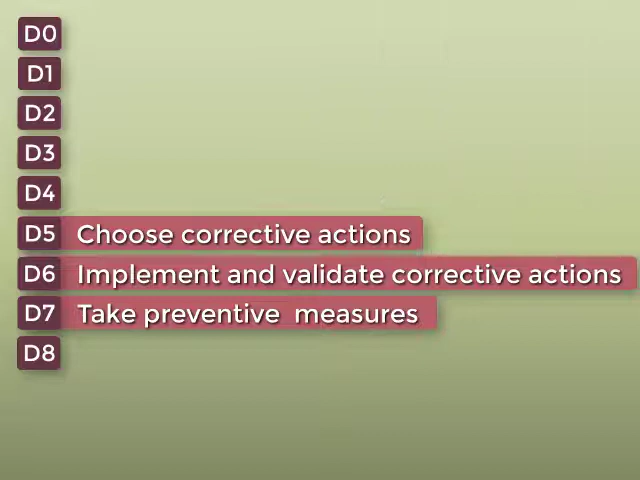 D0
D1
D2
D3
D4
D5 Choose corrective actions
D6 Implement and validate corrective actions
D7 Take preventive measures
D8